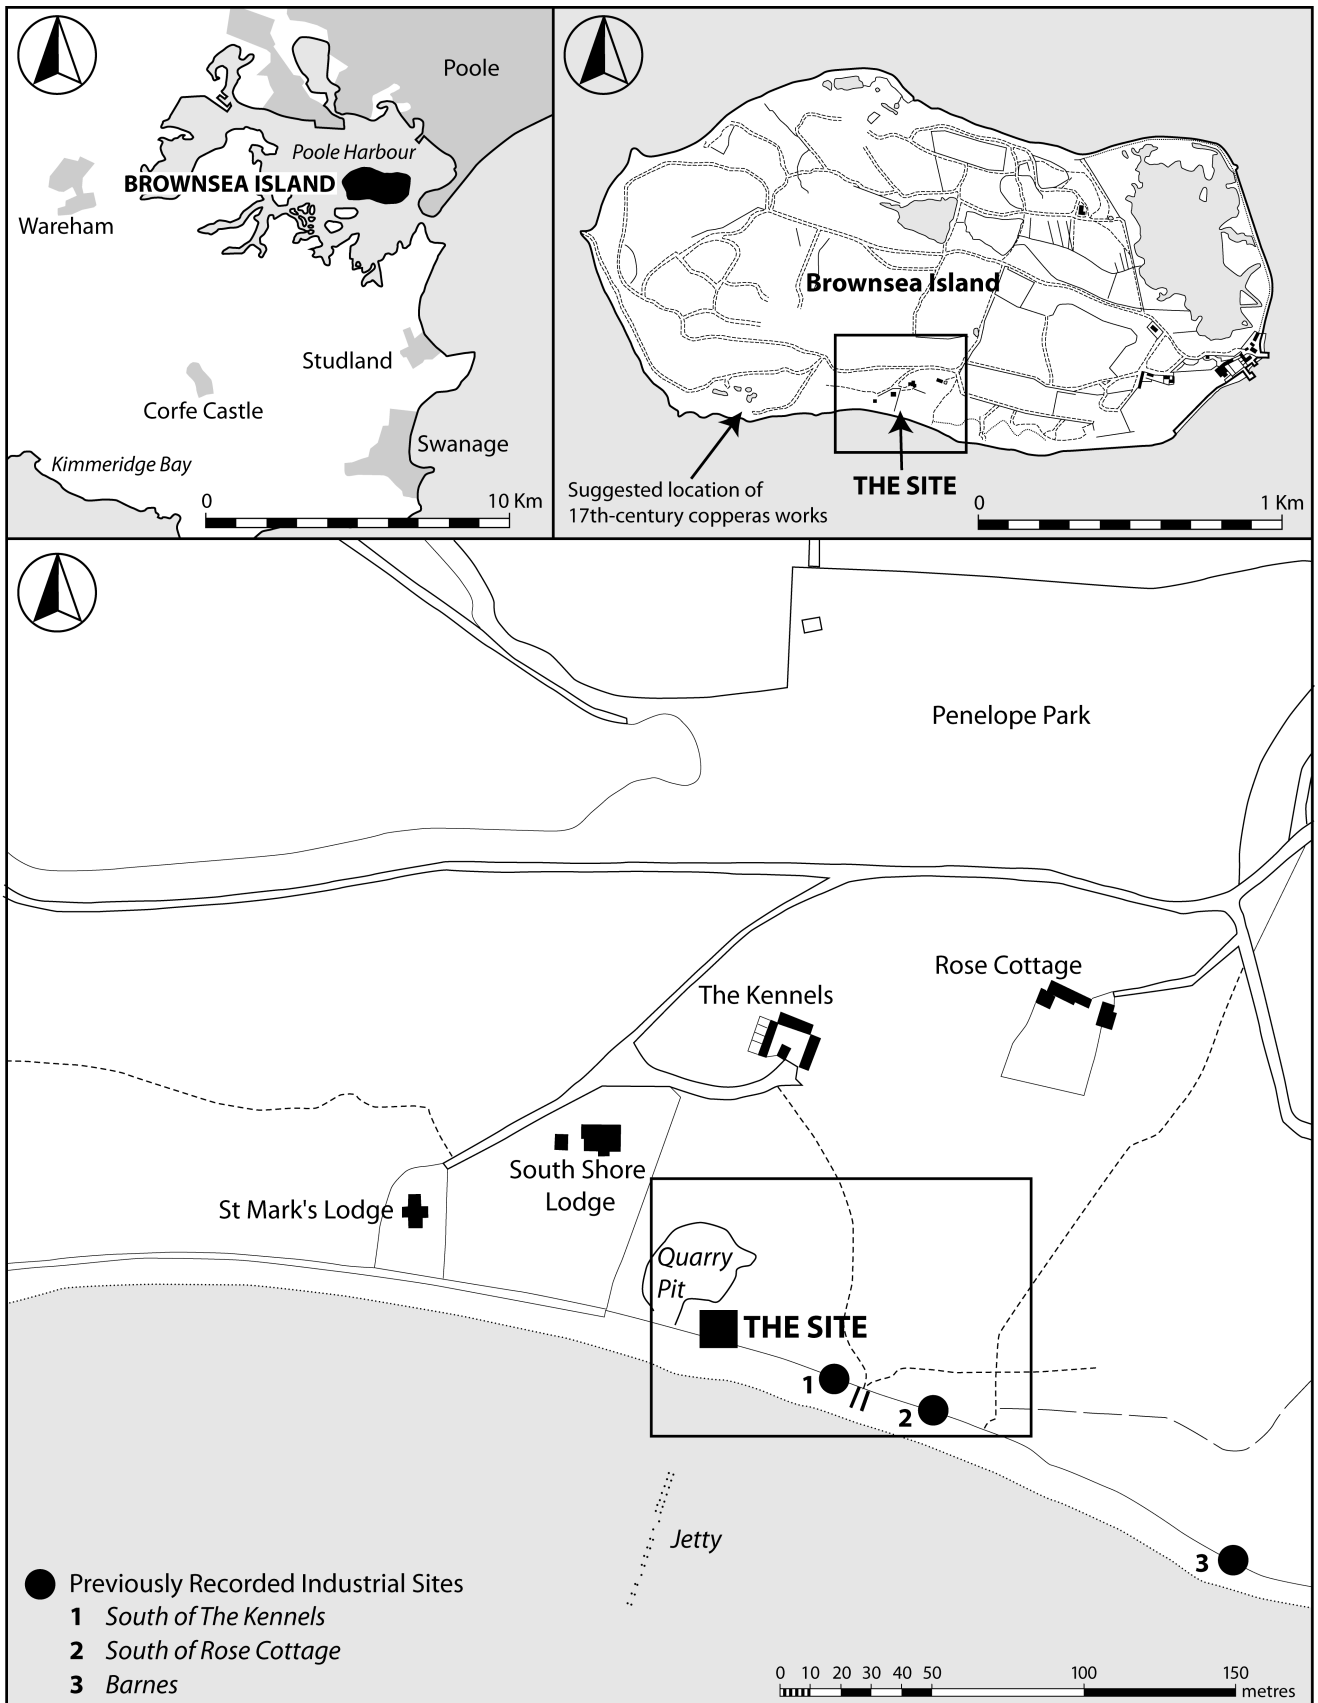 Poole
Poole Harbour
BROWNSEA ISLAND
Wareham
Studland
Corfe Castle
Swanage
Kimmeridge Bay
0 10 Km
Brownsea Island
THE SITE
Suggested location of
17th-century copperas works
0 1 Km
Penelope Park
Rose Cottage
The Kennels
South Shore
Lodge
St Mark's Lodge
Quarry
Pit
THE SITE
1
2
3
Jetty
Previously Recorded Industrial Sites
1 South of The Kennels
2 South of Rose Cottage
3 Barnes
0 10 20 30 40 50 100 150
metres